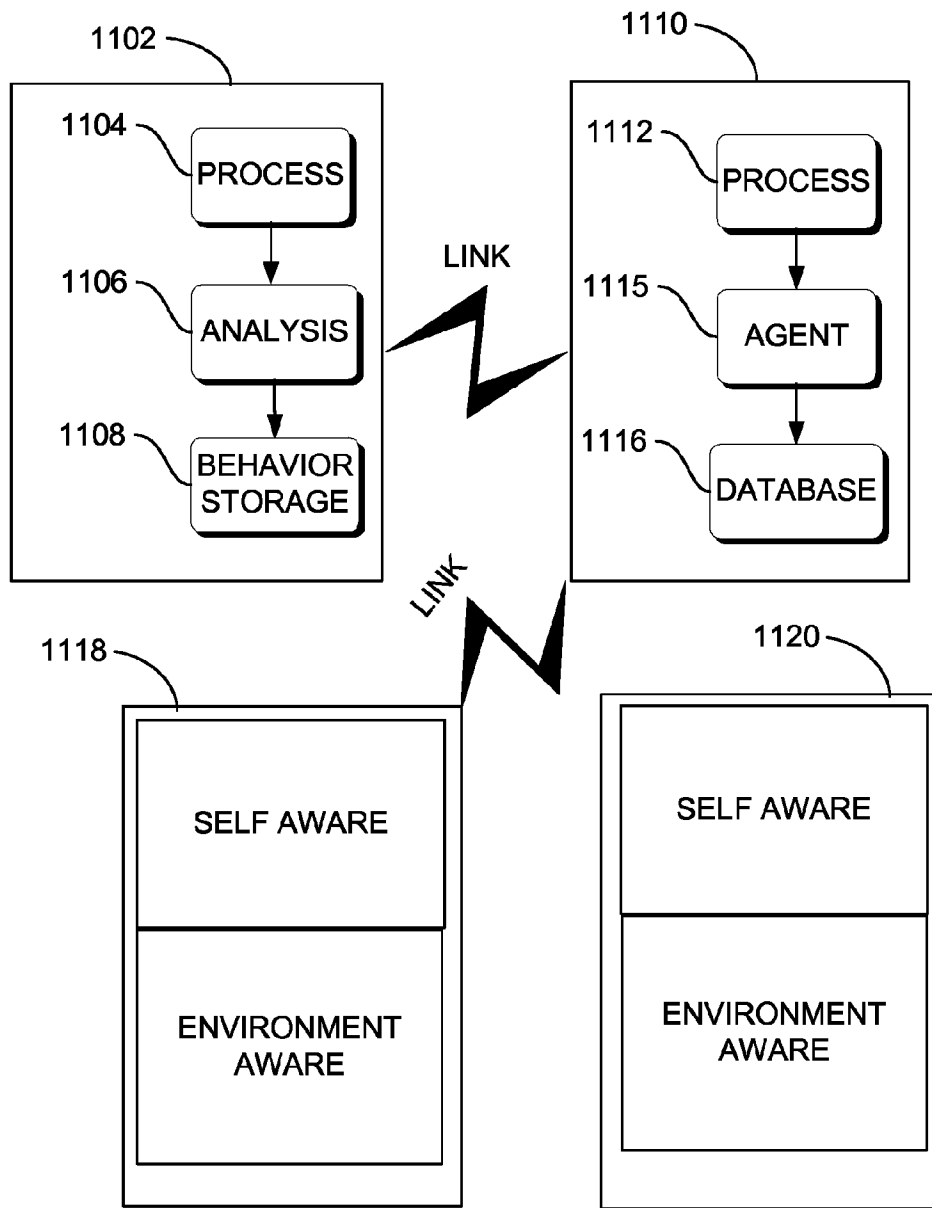 1102
1110
1104
PROCESS
1112
PROCESS
LINK
1106
ANALYSIS
1115
AGENT
1108
BEHAVIOR
STORAGE
1116
DATABASE
LINK
1118
1120
SELF AWARE
SELF AWARE
ENVIRONMENT
AWARE
ENVIRONMENT
AWARE